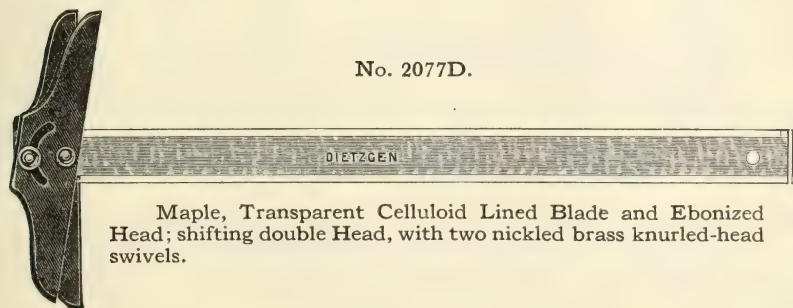 No. 2077D.
DIETZGEN
Maple, Transparent Celluloid Lined Blade and Ebonized
Head; shifting double Head, with two nickled brass knurled-head
swivels.